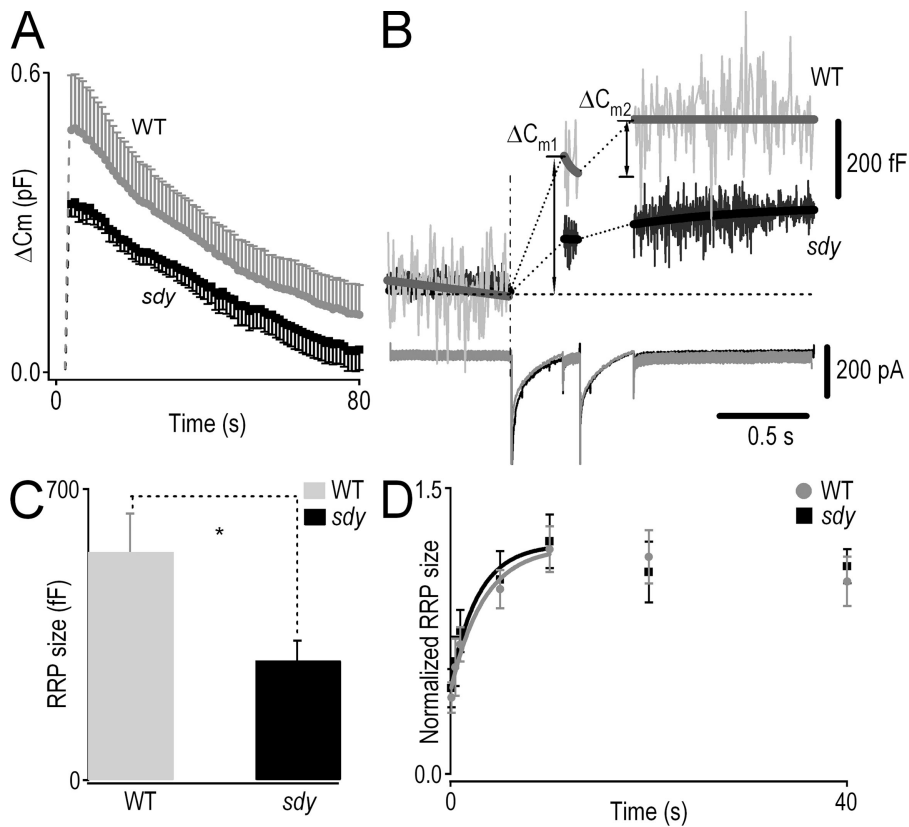 A
0.6
ΔCm (pF)
0.0
WT
sdy
0
80
Time (s)
B
WT
ΔCm1
ΔCm2
200 fF
sdy
200 pA
0.5 s
C
700
RRP size (fF)
0
WT
sdy
*
WT
sdy
D
1.5
Normalized RRP size
0.0
WT
sdy
0
40
Time (s)